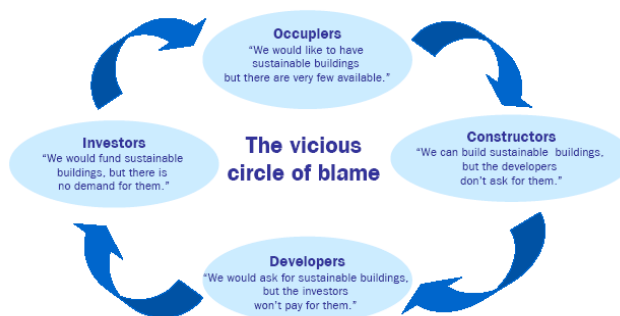 Occupiers
"We would like to have
sustainable buildings
but there are very few available."
Investors
"We would fund sustainable
buildings, but there is
no demand for them."
The vicious
circle of blame
Constructors
"We can build sustainable buildings,
but the developers
don't ask for them."
Developers
"We would ask for sustainable buildings,
but the investors
won't pay for them."